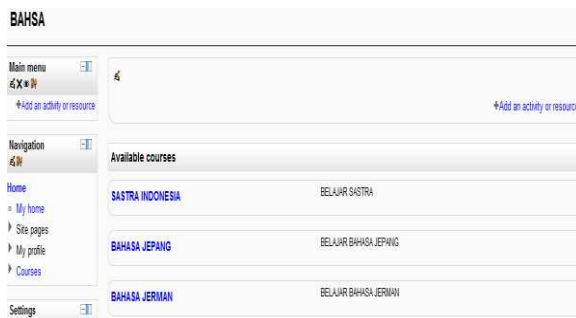 BAHSA
Main menu
+Add an activity or resource
+Add an activity or resource
Navigation
Home
My home
Site pages
My profile
Courses
Settings
Available courses
SASTRA INDONESIA BELAJAR SASTRA
BAHASA JEPANG BELAJAR BAHASA JEPANG
BAHASA JERMAN BELAJAR BAHASA JERMAN